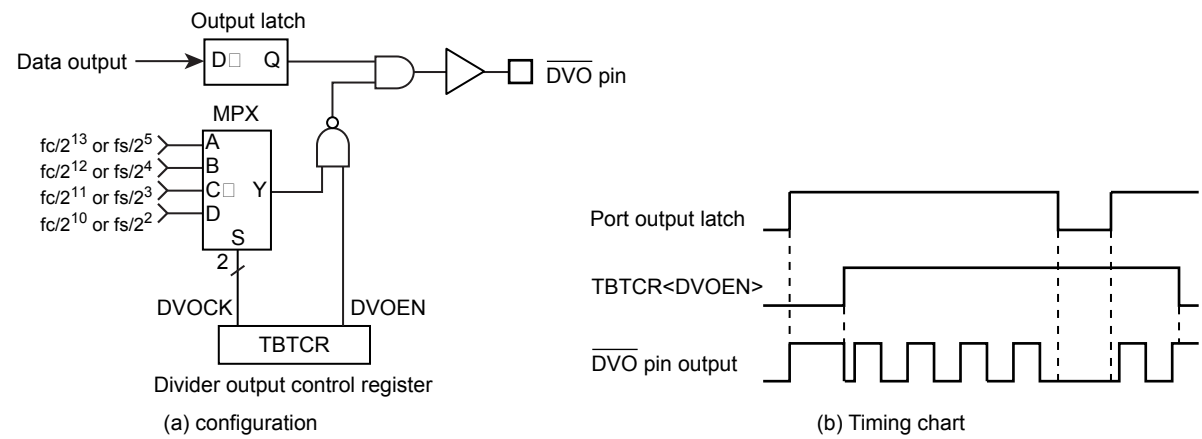 Output latch
Data output
D□ Q
DVO pin
MPX
fc/2^13 or fs/2^5
A
fc/2^12 or fs/2^4
B
fc/2^11 or fs/2^3
C□ Y
fc/2^10 or fs/2^2
D
S
2
DVOCK
DVOEN
TBTCR
Divider output control register
(a) configuration
Port output latch
TBTCR<DVOEN>
DVO pin output
(b) Timing chart